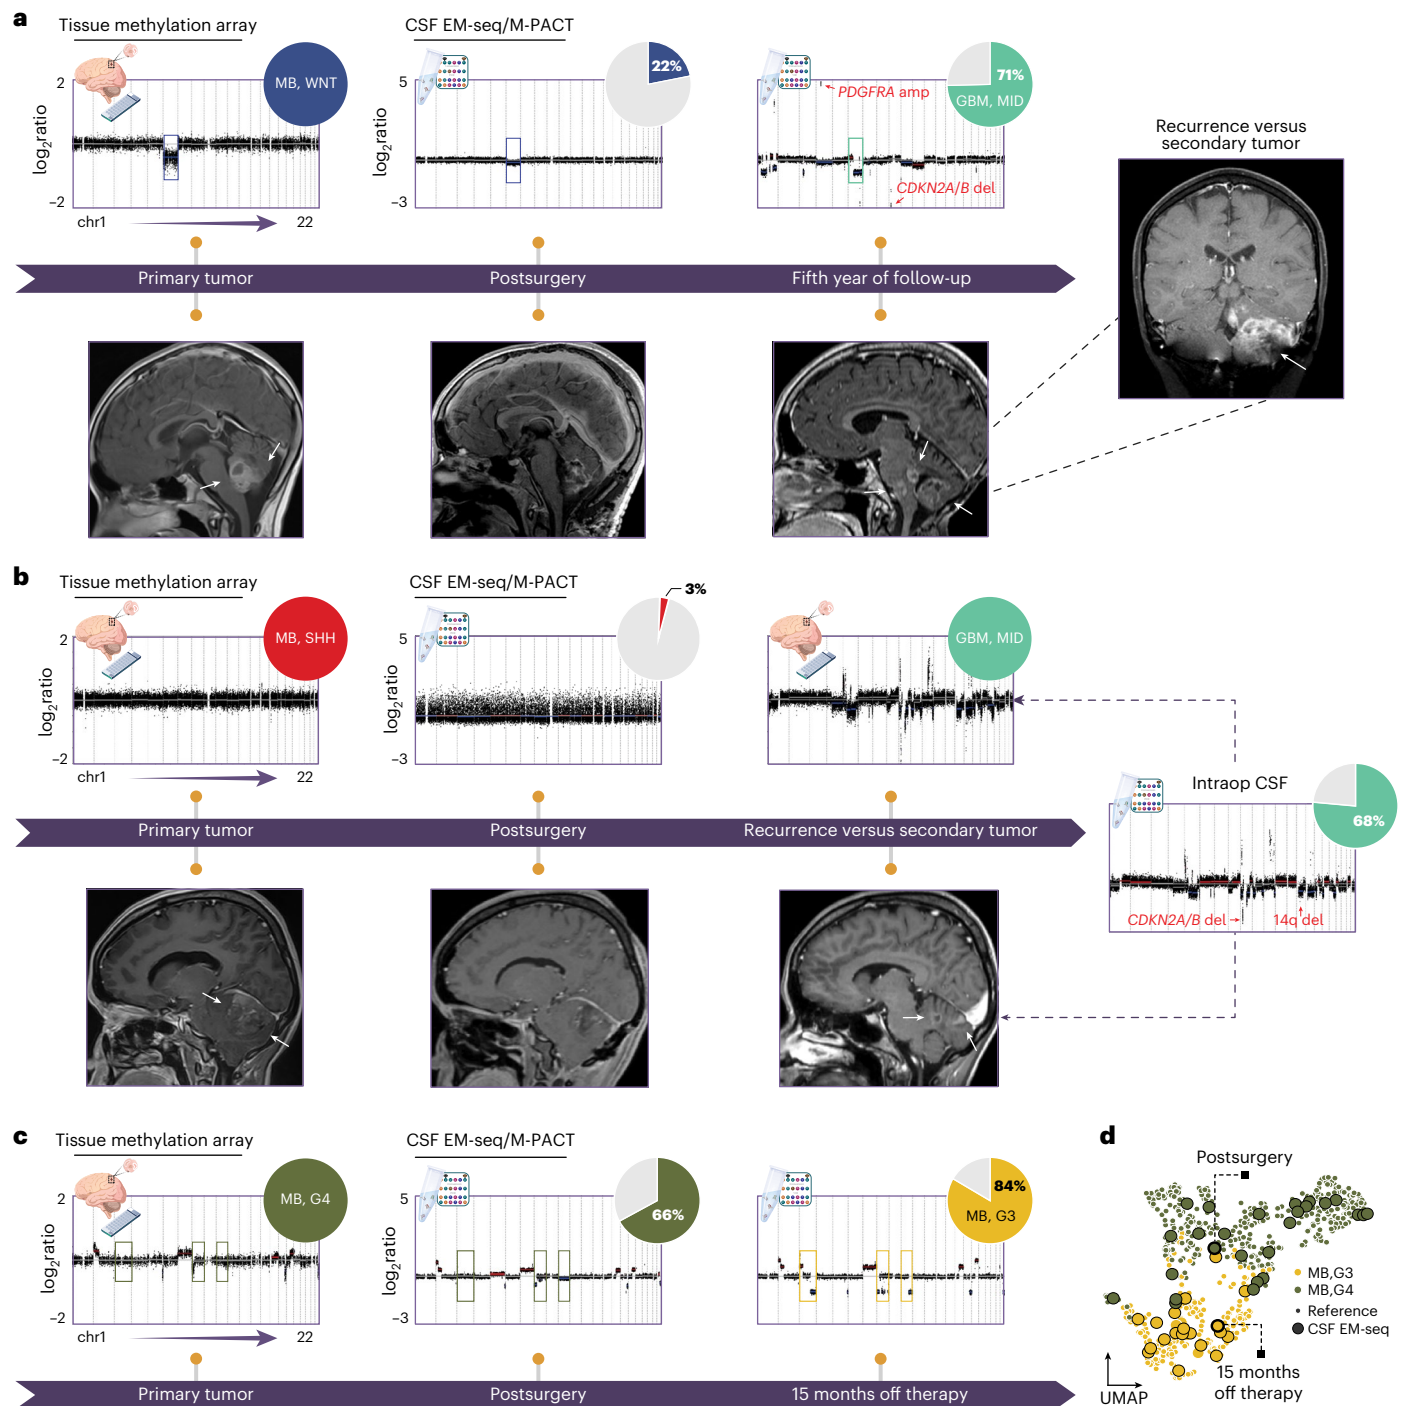 a
Tissue methylation array
CSF EM-seq/M-PACT
MB, WNT
22%
71%
GBM, MID
PDGFRA amp
CDKN2A/B del
2
log2ratio
−2
5
log2ratio
−3
chr1
22
Recurrence versus
secondary tumor
Primary tumor
Postsurgery
Fifth year of follow-up
b
Tissue methylation array
CSF EM-seq/M-PACT
MB, SHH
3%
GBM, MID
2
log2ratio
−2
5
log2ratio
−3
chr1
22
Intraop CSF
68%
CDKN2A/B del
14q del
Primary tumor
Postsurgery
Recurrence versus secondary tumor
c
Tissue methylation array
CSF EM-seq/M-PACT
MB, G4
66%
84%
MB, G3
2
log2ratio
−2
5
log2ratio
−3
chr1
22
Primary tumor
Postsurgery
15 months off therapy
d
Postsurgery
MB,G3
MB,G4
Reference
CSF EM-seq
15 months
off therapy
UMAP